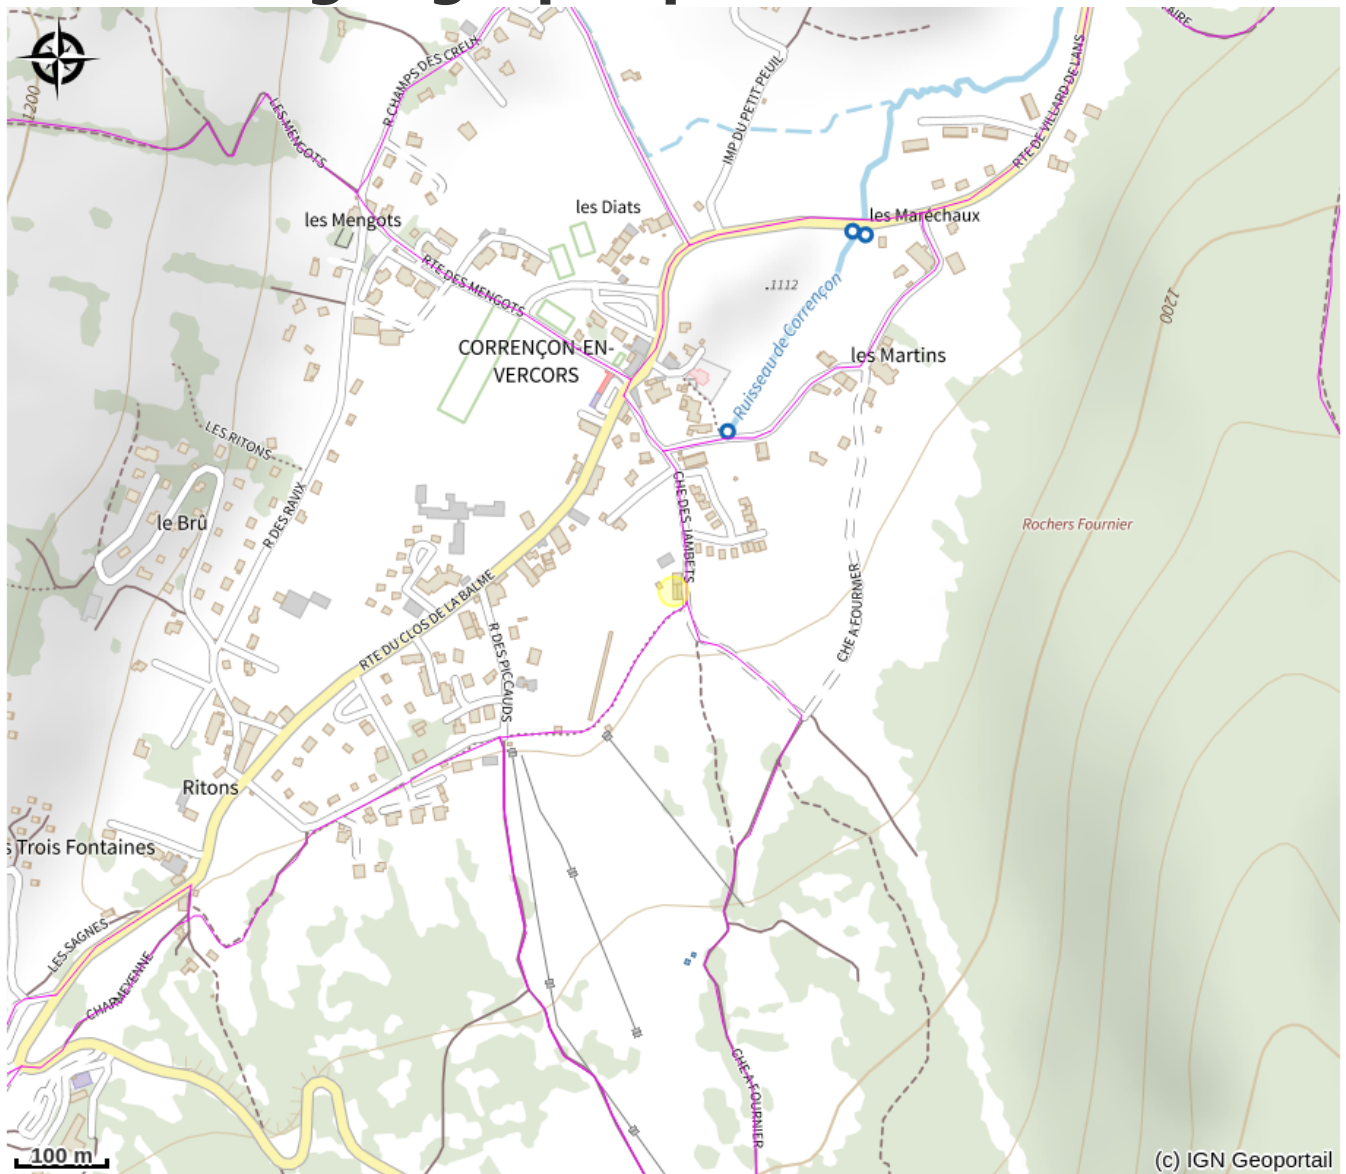 R CHAMPS DES CREUX
1200
LES MENGOTS
IMP DU PETIT PEUIL
RTE DE VILLARD DE LANS
les Diats
les Mengots
les Maréchaux
RTE DES MENGOTS
.1112
1200
Ruisseau de Corrençon
CORRENÇON-EN-
VERCORS
les Martins
LES RITONS
R DES RAVIX
le Brû
CHE DES JAMBETS
Rochers Fournier
CHE A FOURNIER
RTE DU CLOS DE LA BALME
R DES PICCAUDS
Ritons
s Trois Fontaines
LES SAGNES
CHARMEYENNE
CHE A FOURNIER
100 m
(c) IGN Geoportail